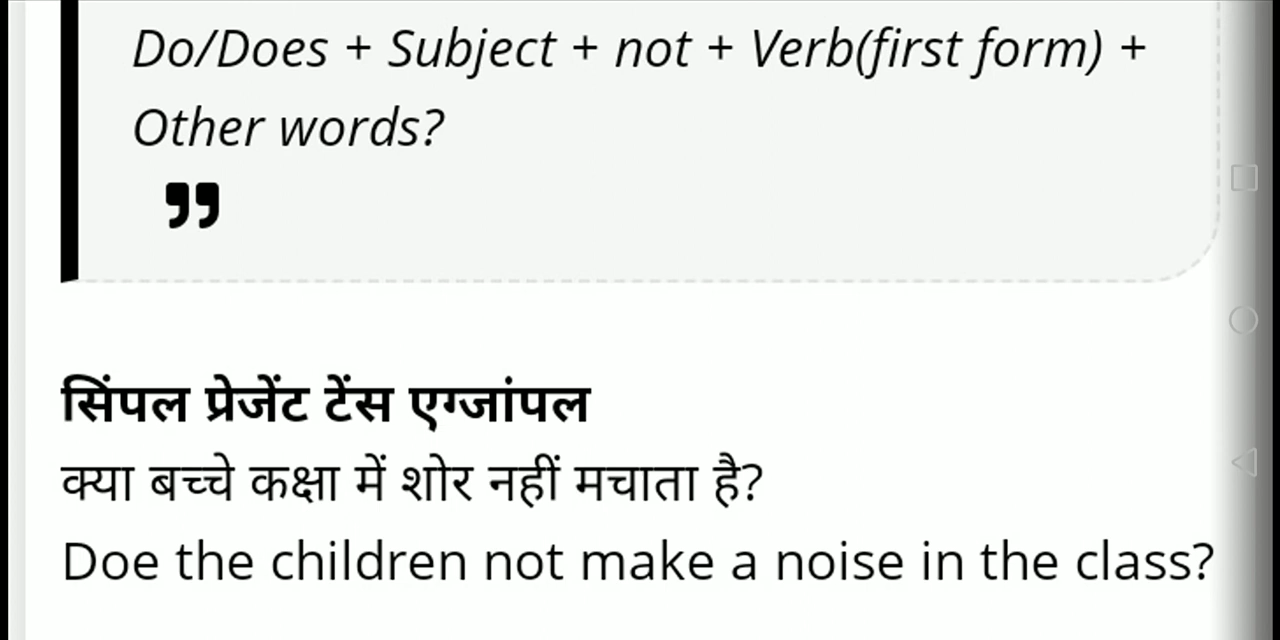 Do/Does + Subject + not + Verb(first form) +
Other words?
”
सिंपल प्रेजेंट टेंस एग्जांपल
क्या बच्चे कक्षा में शोर नहीं मचाता है?
Doe the children not make a noise in the class?